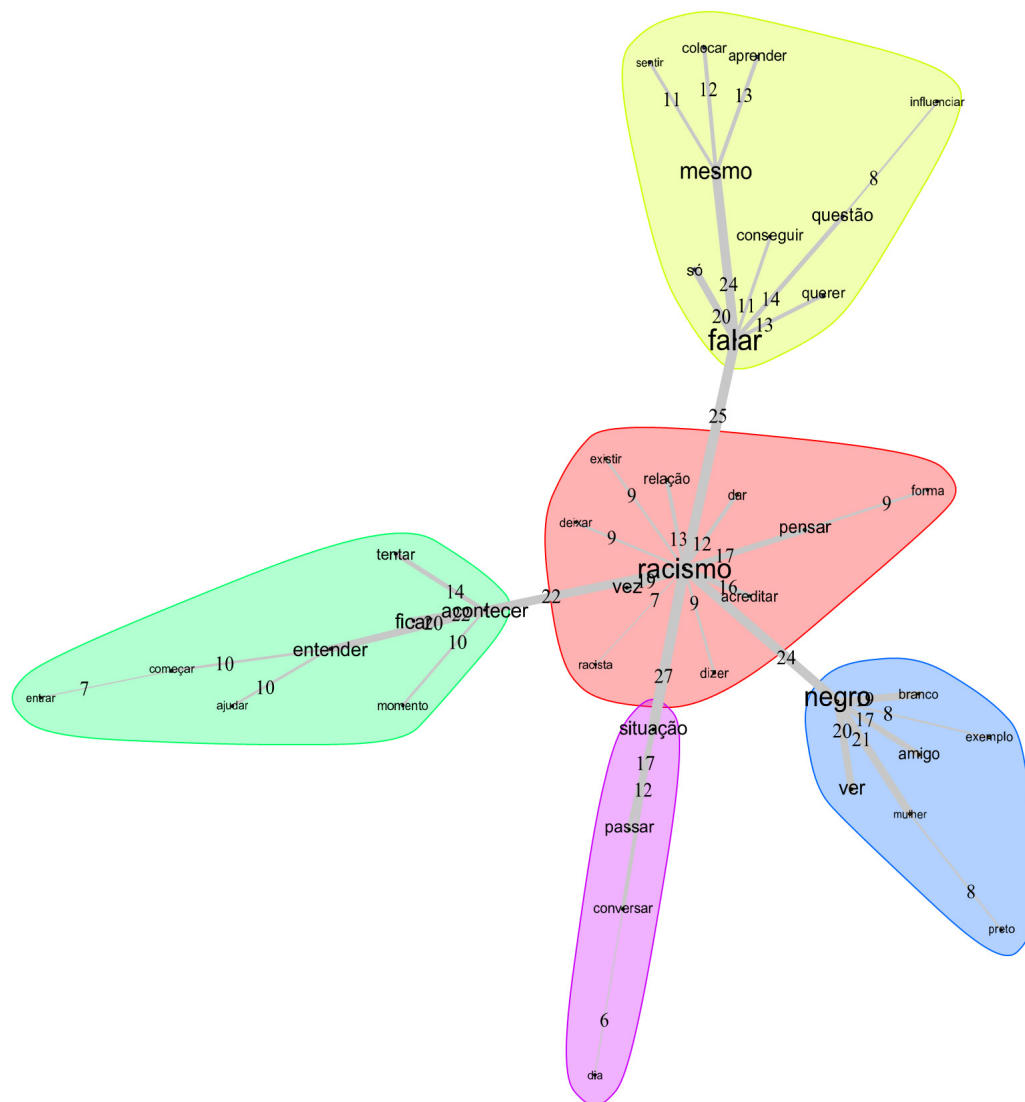 colocar
sentir
aprender
12
11
13
influenciar
mesmo
8
questão
conseguir
só
24
14
querer
11
20
13
falar
25
existir
relação
dar
forma
9
9
deixar
pensar
9
13
12
17
racismo
vez
19
16
acreditar
7
9
racista
dizer
tentar
14
22
acontecer
ficar
20
22
10
entender
começar
10
10
7
entrar
ajudar
momento
24
27
negro
branco
19
8
17
20
21
exemplo
amigo
ver
mulher
8
preto
situação
17
12
passar
conversar
6
dia